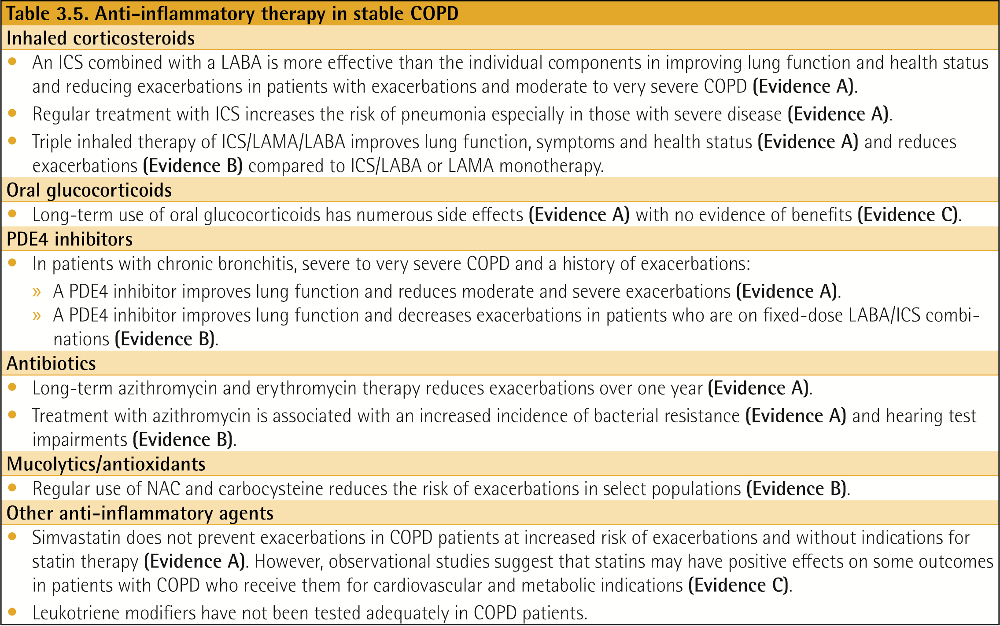 Table 3.5. Anti-inflammatory therapy in stable COPD
Inhaled corticosteroids
• An ICS combined with a LABA is more effective than the individual components in improving lung function and health status
and reducing exacerbations in patients with exacerbations and moderate to very severe COPD (Evidence A).
• Regular treatment with ICS increases the risk of pneumonia especially in those with severe disease (Evidence A).
• Triple inhaled therapy of ICS/LAMA/LABA improves lung function, symptoms and health status (Evidence A) and reduces
exacerbations (Evidence B) compared to ICS/LABA or LAMA monotherapy.
Oral glucocorticoids
• Long-term use of oral glucocorticoids has numerous side effects (Evidence A) with no evidence of benefits (Evidence C).
PDE4 inhibitors
• In patients with chronic bronchitis, severe to very severe COPD and a history of exacerbations:
» A PDE4 inhibitor improves lung function and reduces moderate and severe exacerbations (Evidence A).
» A PDE4 inhibitor improves lung function and decreases exacerbations in patients who are on fixed-dose LABA/ICS combi-
nations (Evidence B).
Antibiotics
• Long-term azithromycin and erythromycin therapy reduces exacerbations over one year (Evidence A).
• Treatment with azithromycin is associated with an increased incidence of bacterial resistance (Evidence A) and hearing test
impairments (Evidence B).
Mucolytics/antioxidants
• Regular use of NAC and carbocysteine reduces the risk of exacerbations in select populations (Evidence B).
Other anti-inflammatory agents
• Simvastatin does not prevent exacerbations in COPD patients at increased risk of exacerbations and without indications for
statin therapy (Evidence A). However, observational studies suggest that statins may have positive effects on some outcomes
in patients with COPD who receive them for cardiovascular and metabolic indications (Evidence C).
• Leukotriene modifiers have not been tested adequately in COPD patients.